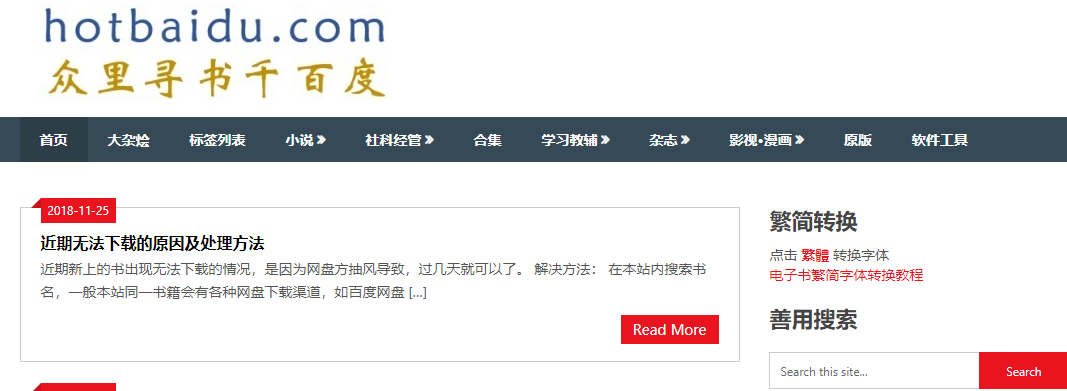 hotbaidu.com
众里寻书千百度
首页 大杂烩 标签列表 小说 » 社科经管 » 合集 学习教辅 » 杂志 » 影视•漫画 » 原版 软件工具
2018-11-25
近期无法下载的原因及处理方法
近期新上的书出现无法下载的情况，是因为网盘方抽风导致，过几天就可以了。 解决方法： 在本站内搜索书
名，一般本站同一书籍会有各种网盘下载渠道，如百度网盘 [...]
Read More
繁简转换
点击 繁體 转换字体
电子书繁简字体转换教程
善用搜索
Search this site...
Search